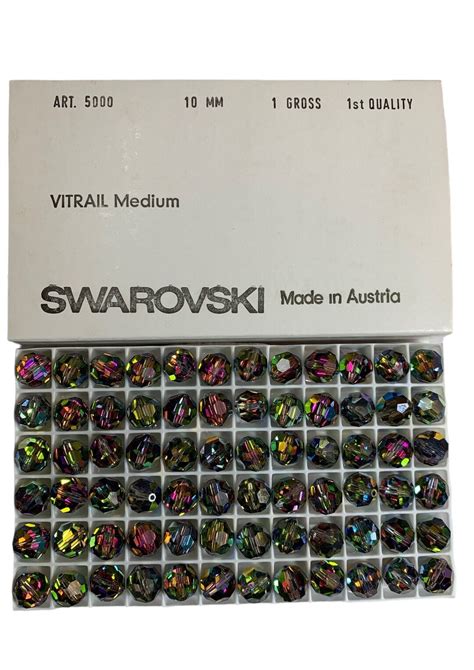 ART. 5000 10 MM 1 GROSS 1st QUALITY
VITRAIL Medium
SWAROVSKI Made in Austria